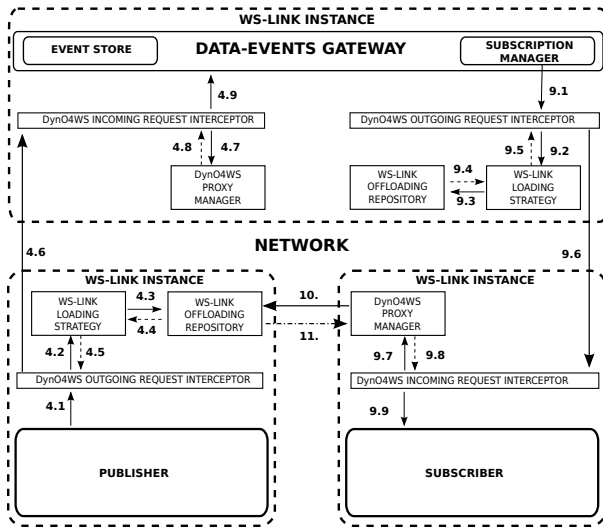 WS-LINK INSTANCE
EVENT STORE
DATA-EVENTS GATEWAY
SUBSCRIPTION
MANAGER
4.9
9.1
DynO4WS INCOMING REQUEST INTERCEPTOR
DynO4WS OUTGOING REQUEST INTERCEPTOR
4.8
4.7
9.5
9.2
DynO4WS
PROXY
MANAGER
WS-LINK
OFFLOADING
REPOSITORY
9.4
9.3
WS-LINK
LOADING
STRATEGY
4.6
NETWORK
9.6
WS-LINK INSTANCE
WS-LINK
LOADING
STRATEGY
4.3
4.4
WS-LINK
OFFLOADING
REPOSITORY
10.
11.
WS-LINK INSTANCE
DynO4WS
PROXY
MANAGER
4.2
4.5
9.7
9.8
DynO4WS OUTGOING REQUEST INTERCEPTOR
DynO4WS INCOMING REQUEST INTERCEPTOR
4.1
9.9
PUBLISHER
SUBSCRIBER